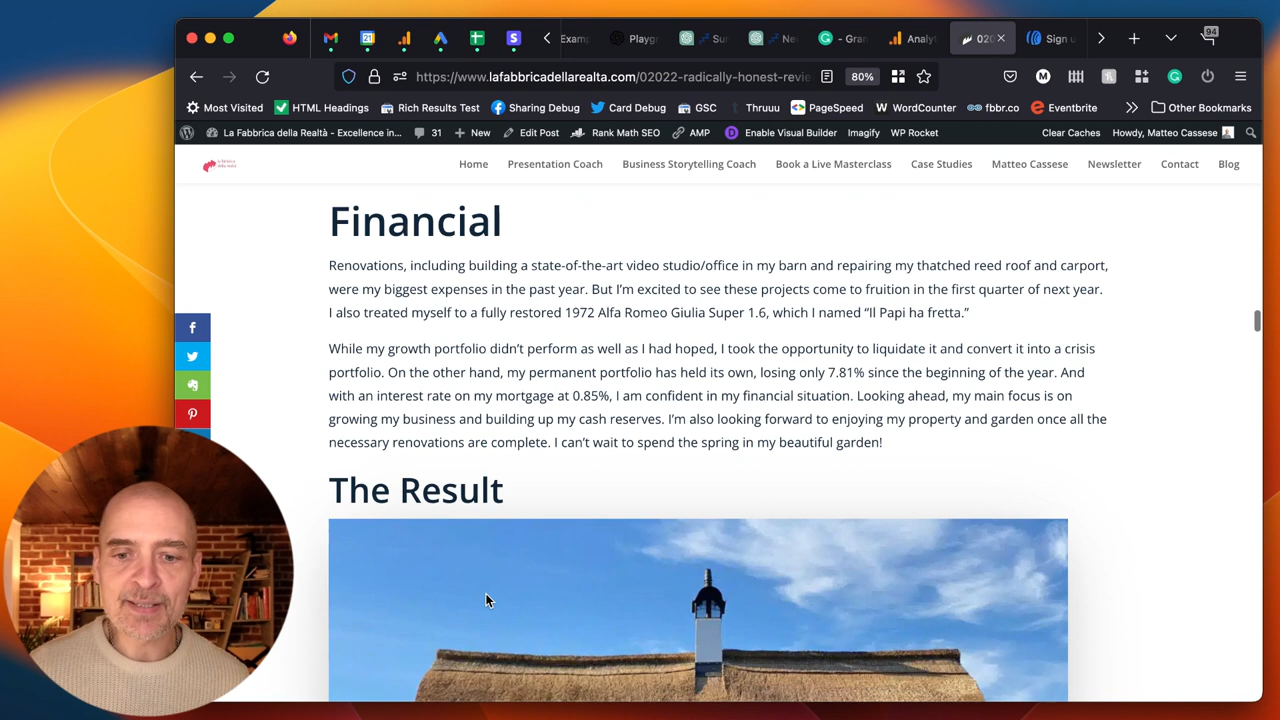 Examp
Playg
Su
Ne
- Gran
Analyt
02
Sign u
94
https://www.lafabbricadellarealta.com/02022-radically-honest-revie
80%
Most Visited
HTML Headings
Rich Results Test
Sharing Debug
Card Debug
GSC
Thruuu
PageSpeed
WordCounter
fbbr.co
Eventbrite
Other Bookmarks
La Fabbrica della Realtà - Excellence in...
31
New
Edit Post
Rank Math SEO
AMP
Enable Visual Builder
Imagify
WP Rocket
Clear Caches
Howdy, Matteo Cassese
Home
Presentation Coach
Business Storytelling Coach
Book a Live Masterclass
Case Studies
Matteo Cassese
Newsletter
Contact
Blog
Financial
Renovations, including building a state-of-the-art video studio/office in my barn and repairing my thatched reed roof and carport,
were my biggest expenses in the past year. But I’m excited to see these projects come to fruition in the first quarter of next year.
I also treated myself to a fully restored 1972 Alfa Romeo Giulia Super 1.6, which I named “Il Papi ha fretta.”
While my growth portfolio didn’t perform as well as I had hoped, I took the opportunity to liquidate it and convert it into a crisis
portfolio. On the other hand, my permanent portfolio has held its own, losing only 7.81% since the beginning of the year. And
with an interest rate on my mortgage at 0.85%, I am confident in my financial situation. Looking ahead, my main focus is on
growing my business and building up my cash reserves. I’m also looking forward to enjoying my property and garden once all the
necessary renovations are complete. I can’t wait to spend the spring in my beautiful garden!
The Result